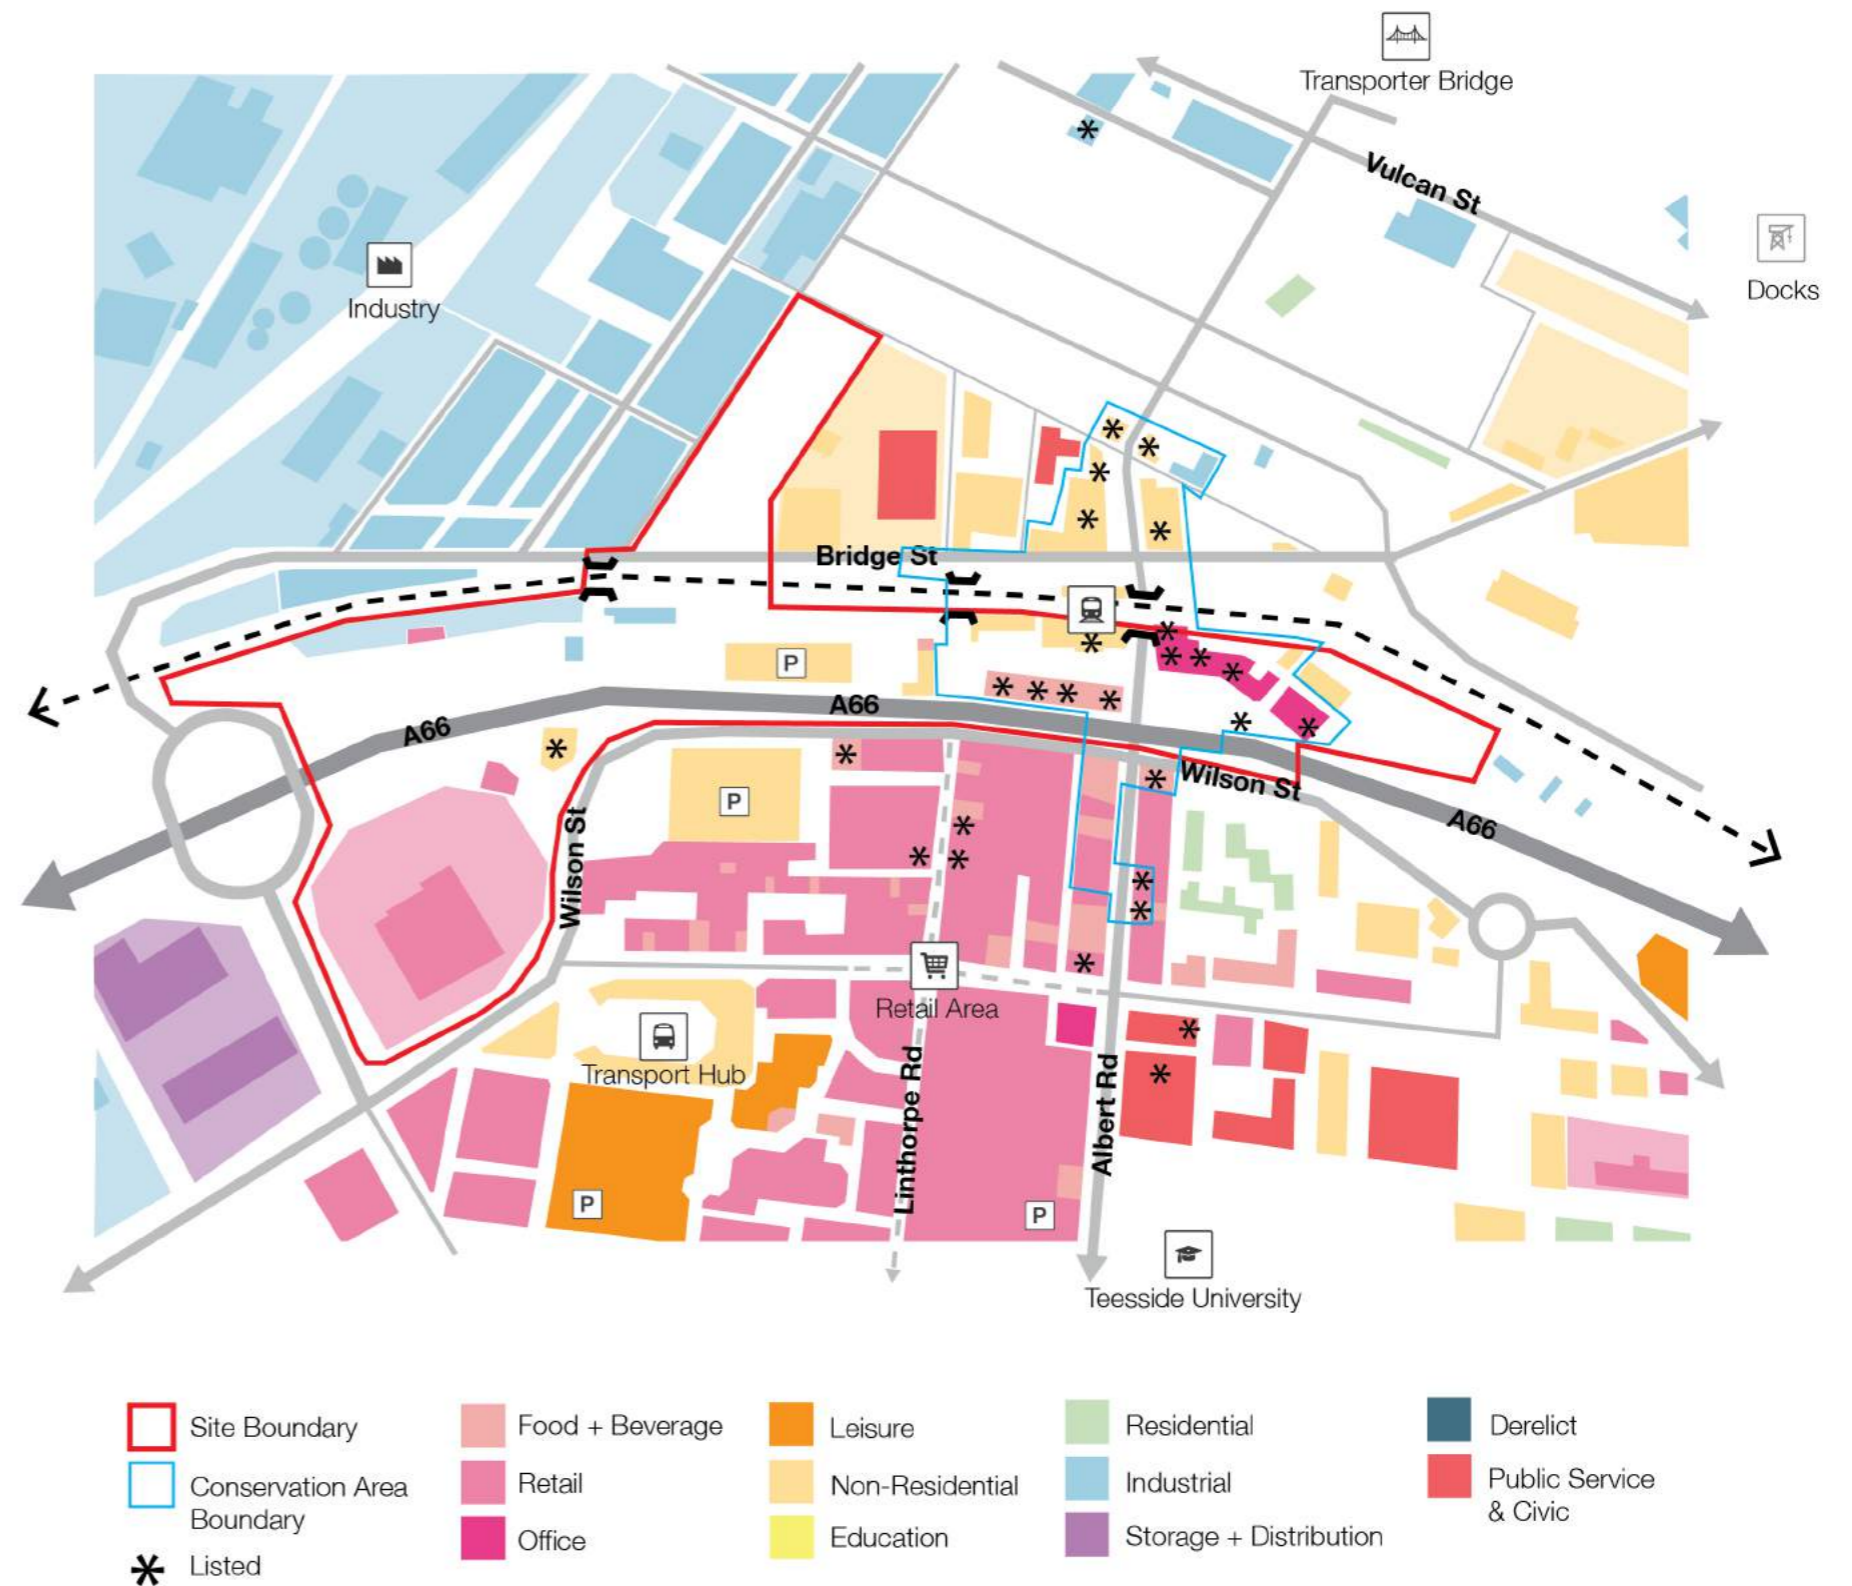 Transporter Bridge
Vulcan St
Docks
Industry
Bridge St
P
A66
A66
Wilson St
A66
P
Wilson St
Retail Area
Transport Hub
Linthorpe Rd
Albert Rd
P
P
Teesside University
Site Boundary
Conservation Area
Boundary
Listed
Food + Beverage
Retail
Office
Leisure
Non-Residential
Education
Residential
Industrial
Storage + Distribution
Derelict
Public Service
& Civic